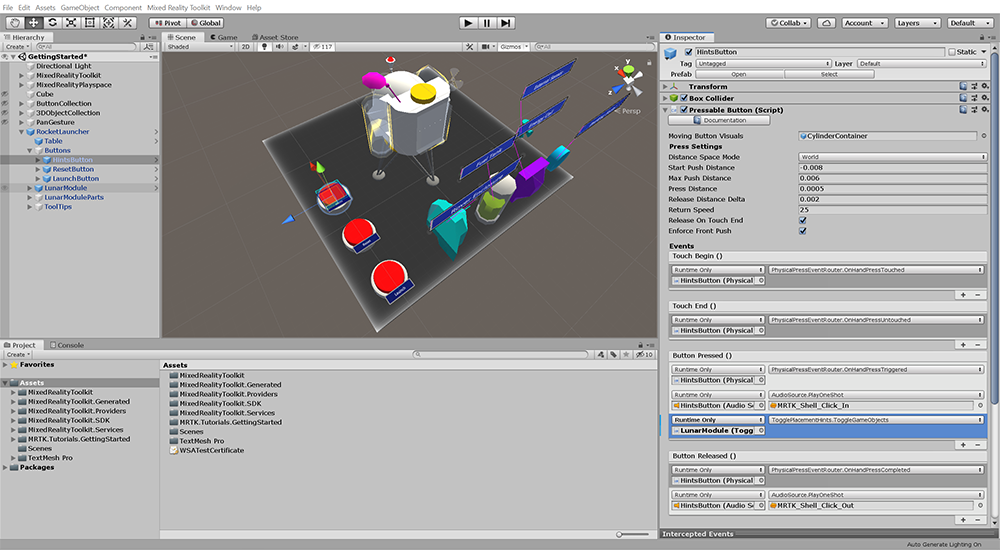 File Edit Assets GameObject Component Mixed Reality Toolkit Window Help
Pivot Global
Collab Account Layers Default
Hierarchy
Create All
GettingStarted*
Directional Light
MixedRealityToolkit
MixedRealityPlayspace
Cube
ButtonCollection
3DObjectCollection
PanGesture
RocketLauncher
Table
Buttons
HintsButton
ResetButton
LaunchButton
LunarModule
LunarModuleParts
ToolTips
Scene Game Asset Store
Shaded 2D 117 Gizmos All
y
x
z
Persp
Fuel Tank
Reset
Launch
Project Console
Create 10
Favorites
Assets
MixedRealityToolkit
MixedRealityToolkit.Generated
MixedRealityToolkit.Providers
MixedRealityToolkit.SDK
MixedRealityToolkit.Services
MRTK.Tutorials.GettingStarted
Scenes
TextMesh Pro
Packages
Assets
MixedRealityToolkit
MixedRealityToolkit.Generated
MixedRealityToolkit.Providers
MixedRealityToolkit.SDK
MixedRealityToolkit.Services
MRTK.Tutorials.GettingStarted
Scenes
TextMesh Pro
WSATestCertificate
Inspector
HintsButton Static
Tag Untagged Layer Default
Prefab Open Select
Transform
Box Collider
Pressable Button (Script)
Documentation
Moving Button Visuals CylinderContainer
Press Settings
Distance Space Mode World
Start Push Distance -0.008
Max Push Distance 0.006
Press Distance 0.0005
Release Distance Delta 0.002
Return Speed 25
Release On Touch End
Enforce Front Push
Events
Touch Begin ()
Runtime Only PhysicalPressEventRouter.OnHandPressTouched
HintsButton (Physical
Touch End ()
Runtime Only PhysicalPressEventRouter.OnHandPressUntouched
HintsButton (Physical
Button Pressed ()
Runtime Only PhysicalPressEventRouter.OnHandPressTriggered
HintsButton (Physical
Runtime Only AudioSource.PlayOneShot
HintsButton (Audio S MRTK_Shell_Click_In
Runtime Only TogglePlacementHints.ToggleGameObjects
LunarModule (Togg
Button Released ()
Runtime Only PhysicalPressEventRouter.OnHandPressCompleted
HintsButton (Physical
Runtime Only AudioSource.PlayOneShot
HintsButton (Audio S MRTK_Shell_Click_Out
Intercepted Events
Auto Generate Lighting On